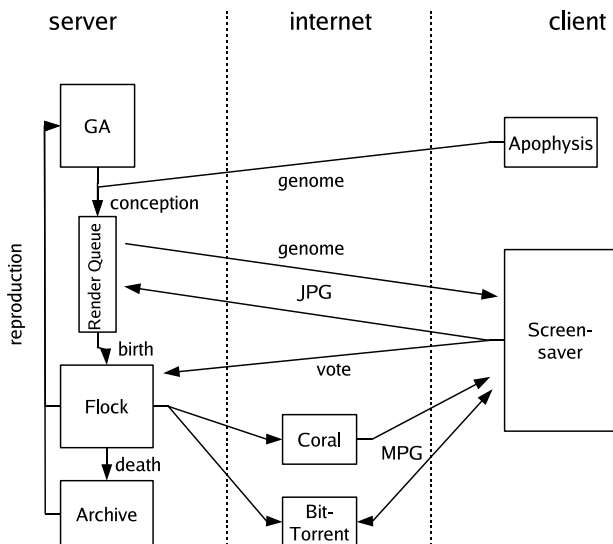 server
internet
client
GA
Apophysis
genome
conception
reproduction
Render Queue
genome
JPG
Screen-
saver
birth
vote
Flock
Coral
MPG
death
Archive
Bit-
Torrent